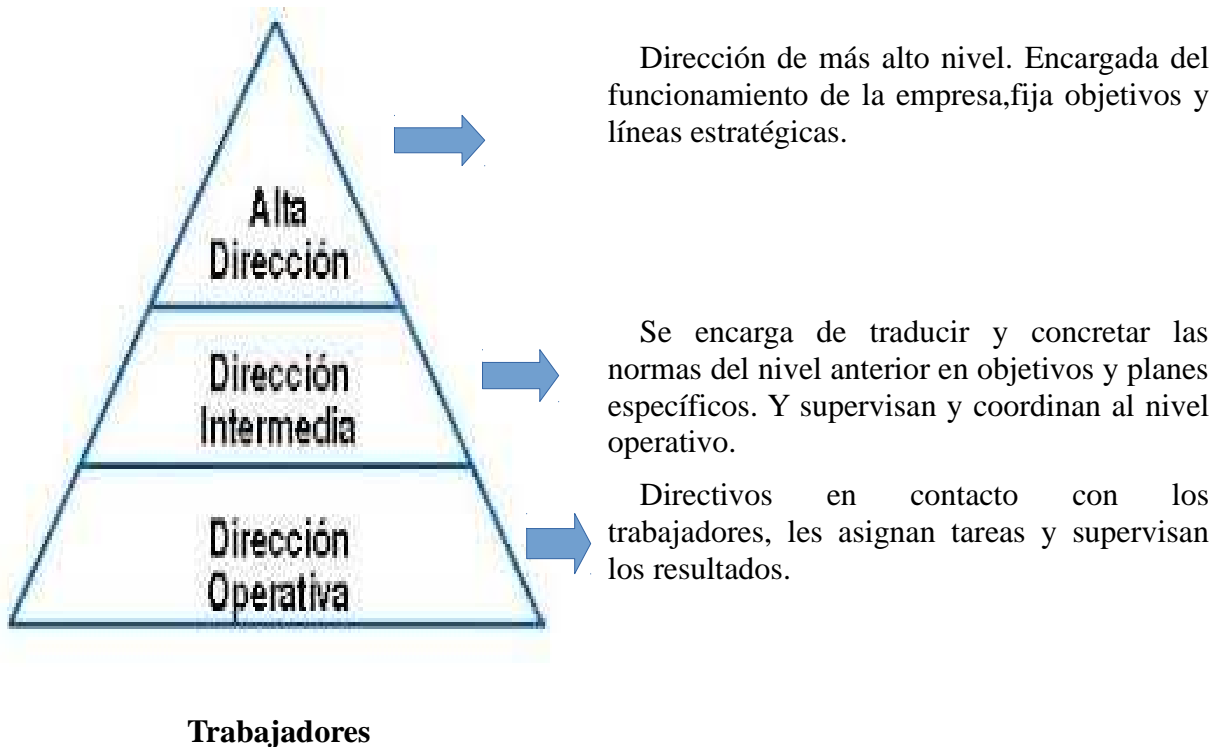 Dirección de más alto nivel. Encargada del
funcionamiento de la empresa,fija objetivos y
líneas estratégicas.
Alta
Dirección
Se encarga de traducir y concretar las
normas del nivel anterior en objetivos y planes
específicos. Y supervisan y coordinan al nivel
operativo.
Dirección
Intermedia
Directivos en contacto con los
trabajadores, les asignan tareas y supervisan
los resultados.
Dirección
Operativa
Trabajadores